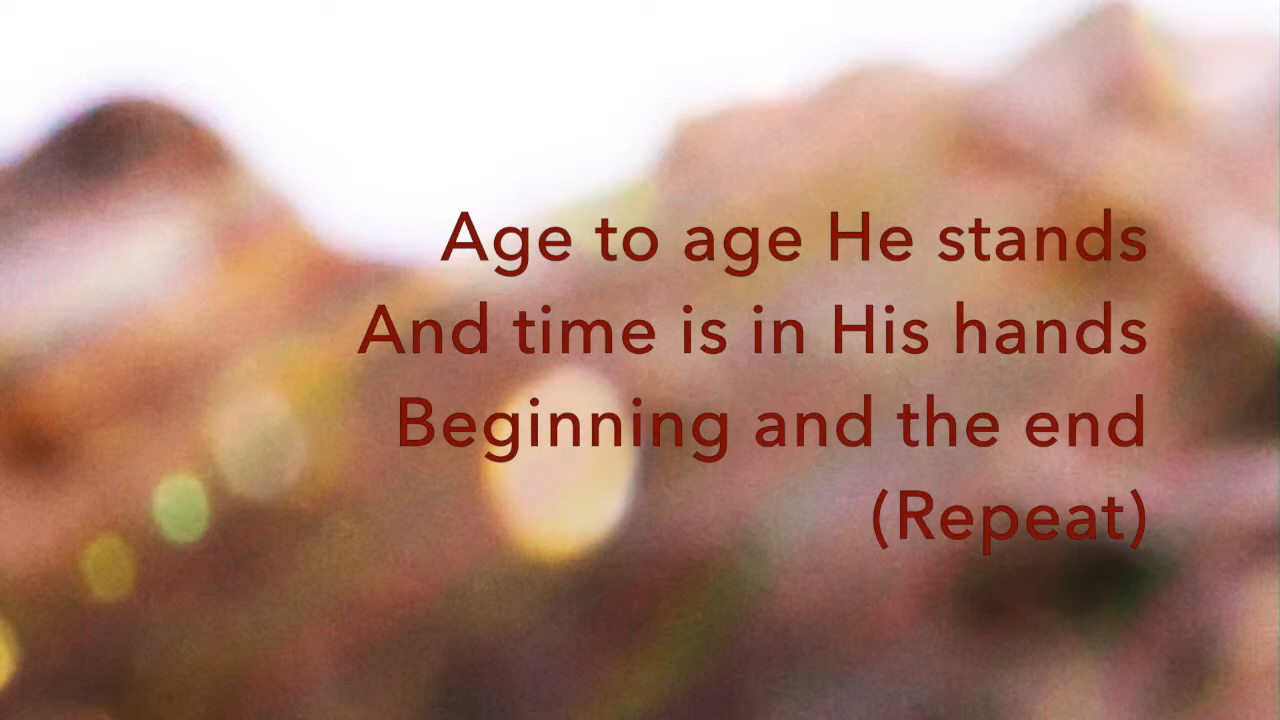 Age to age He stands
And time is in His hands
Beginning and the end
(Repeat)